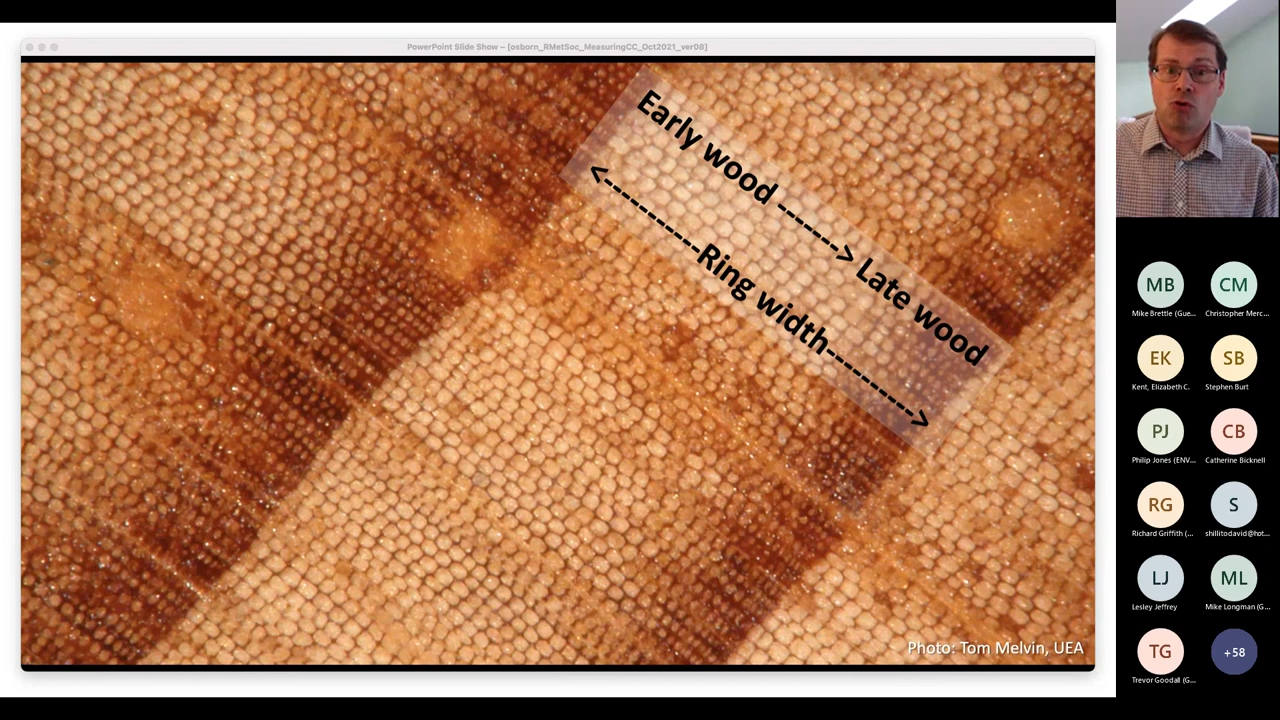 PowerPoint Slide Show – [osborn_RMetSoc_MeasuringCC_Oct2021_ver08]
Early wood -----> Late wood
<--------Ring width-------->
Photo: Tom Melvin, UEA
MB
CM
Mike Brettle (Gue...
Christopher Merc...
EK
SB
Kent, Elizabeth C.
Stephen Burt
PJ
CB
Philip Jones (ENV...
Catherine Bicknell
RG
S
Richard Griffith (...
shillitodavid@hot...
LJ
ML
Lesley Jeffrey
Mike Longman (G...
TG
+58
Trevor Goodall (G...